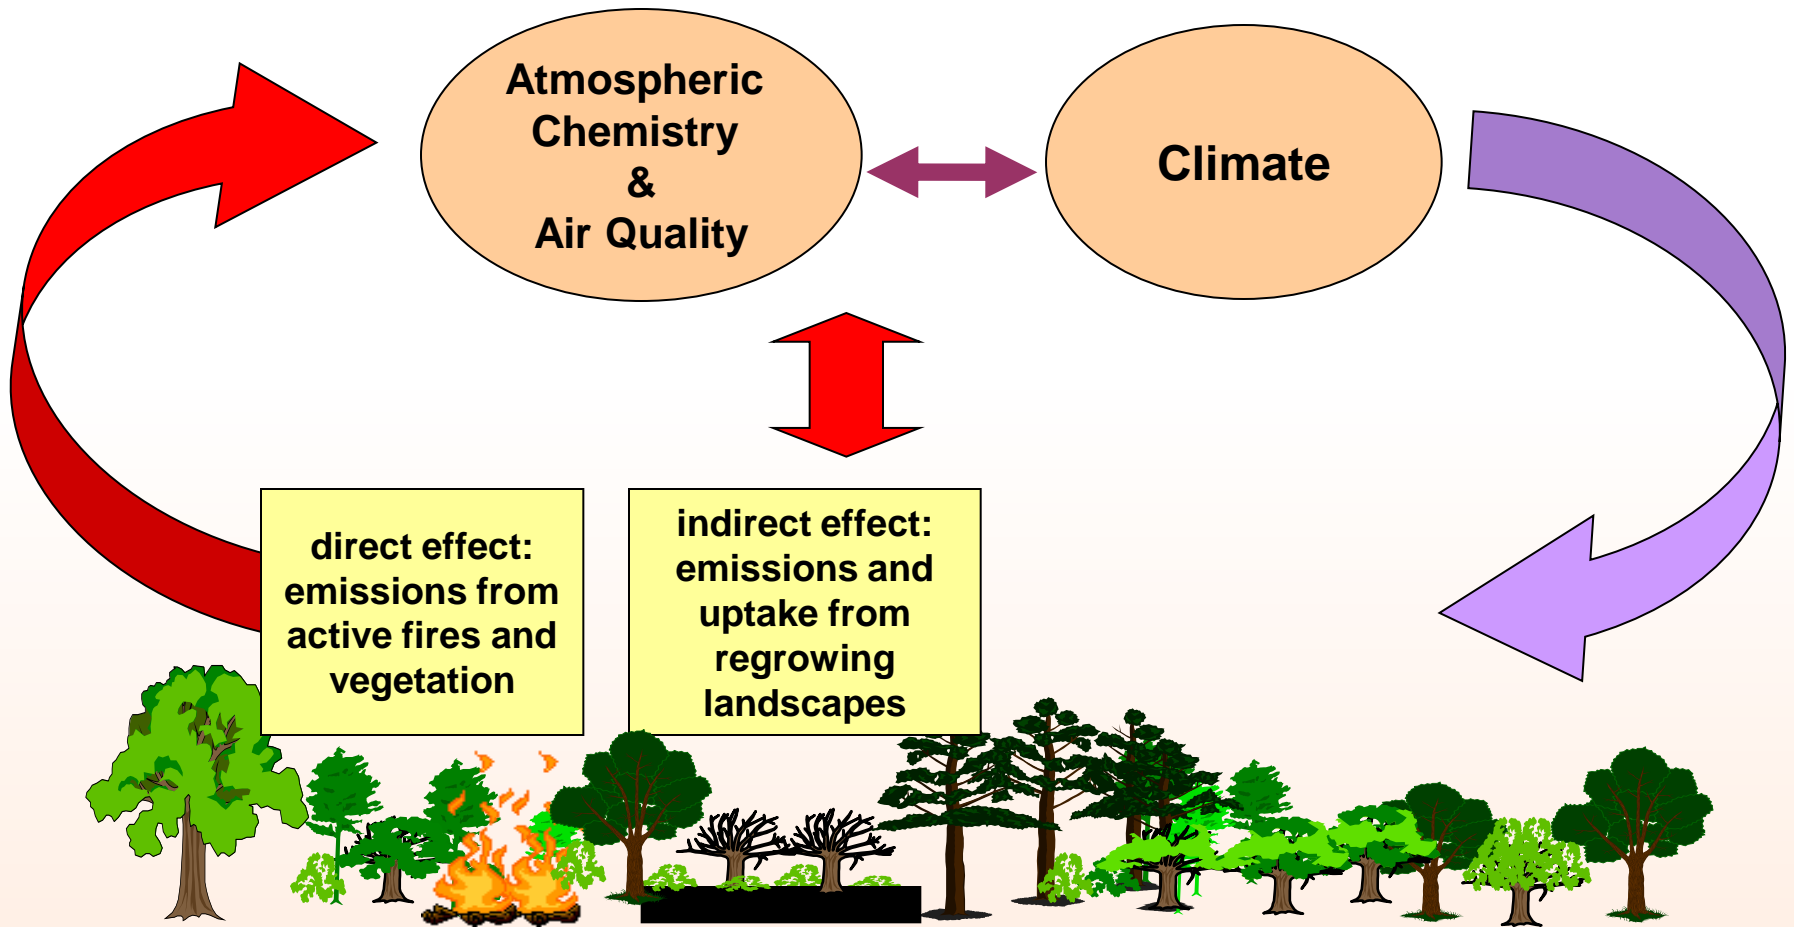 Atmospheric
Chemistry
&
Air Quality
Climate
direct effect:
emissions from
active fires and
vegetation
indirect effect:
emissions and
uptake from
regrowing
landscapes